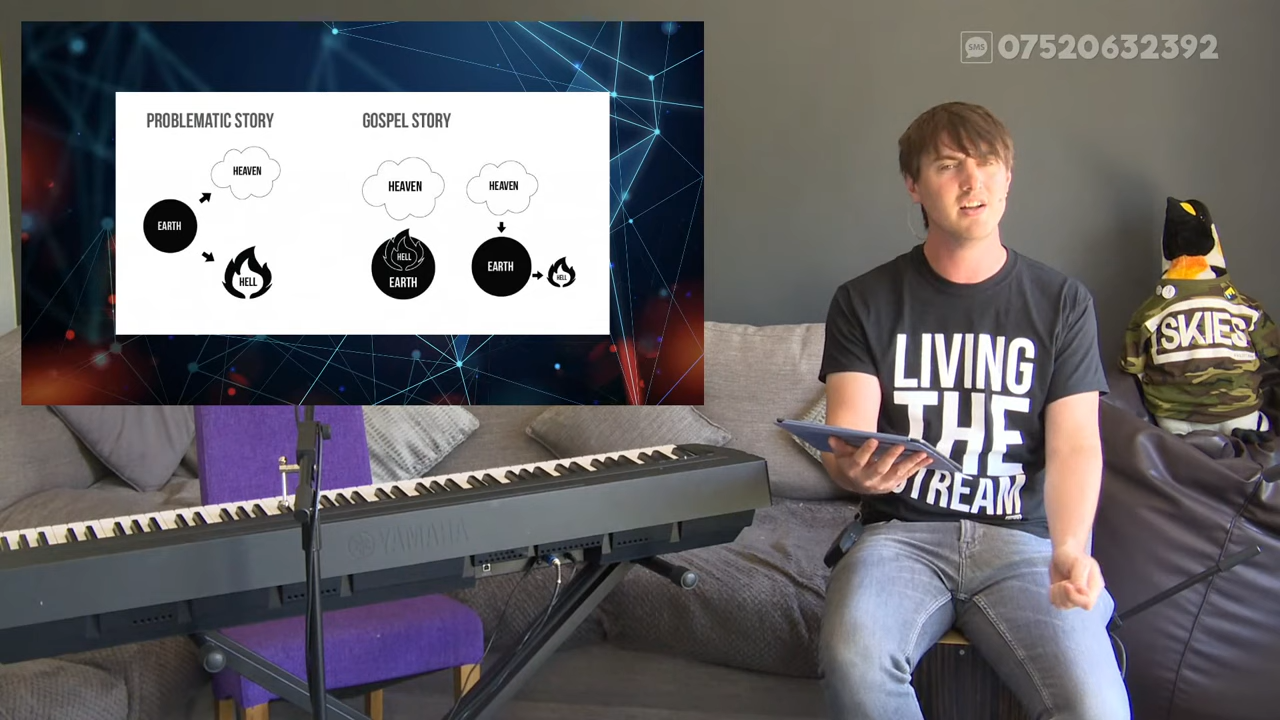 SMS 07520632392
PROBLEMATIC STORY
GOSPEL STORY
HEAVEN
EARTH
HELL
HEAVEN
HELL
EARTH
HEAVEN
EARTH
HELL
LIVING
THE
STREAM
SKIES
YAMAHA